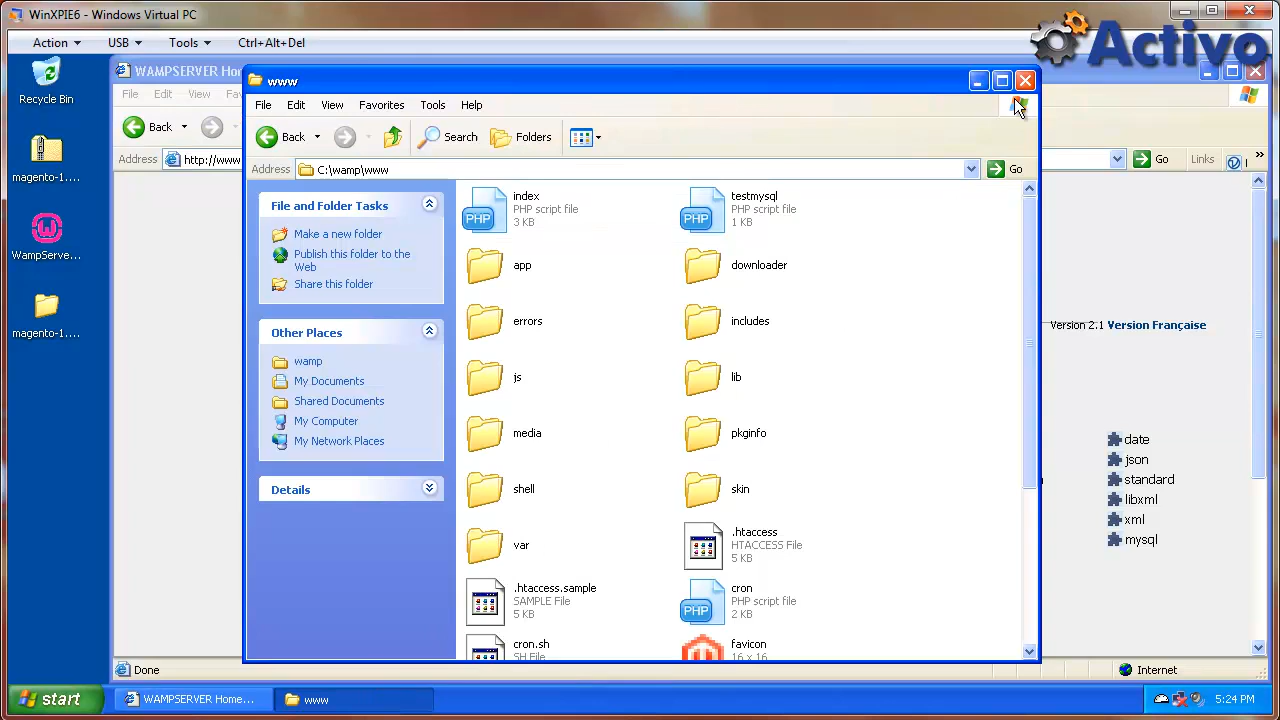 WinXPIE6 - Windows Virtual PC
Action
USB
Tools
Ctrl+Alt+Del
Activo
Recycle Bin
magento-1....
WampServe...
magento-1....
WAMPSERVER Ho
File
Edit
View
Back
Address
http://www
Go
Links
www
File
Edit
View
Favorites
Tools
Help
Back
Search
Folders
Address
C:\wamp\www
Go
File and Folder Tasks
Make a new folder
Publish this folder to the
Web
Share this folder
Other Places
wamp
My Documents
Shared Documents
My Computer
My Network Places
Details
PHP
index
PHP script file
3 KB
PHP
testmysql
PHP script file
1 KB
app
downloader
errors
includes
js
lib
media
pkginfo
shell
skin
var
.htaccess
HTACCESS File
5 KB
.htaccess.sample
SAMPLE File
5 KB
PHP
cron
PHP script file
2 KB
cron.sh
SH File
favicon
16 x 16
Version 2.1 Version Française
date
json
standard
libxml
xml
mysql
Done
Internet
start
WAMPSERVER Home...
www
5:24 PM